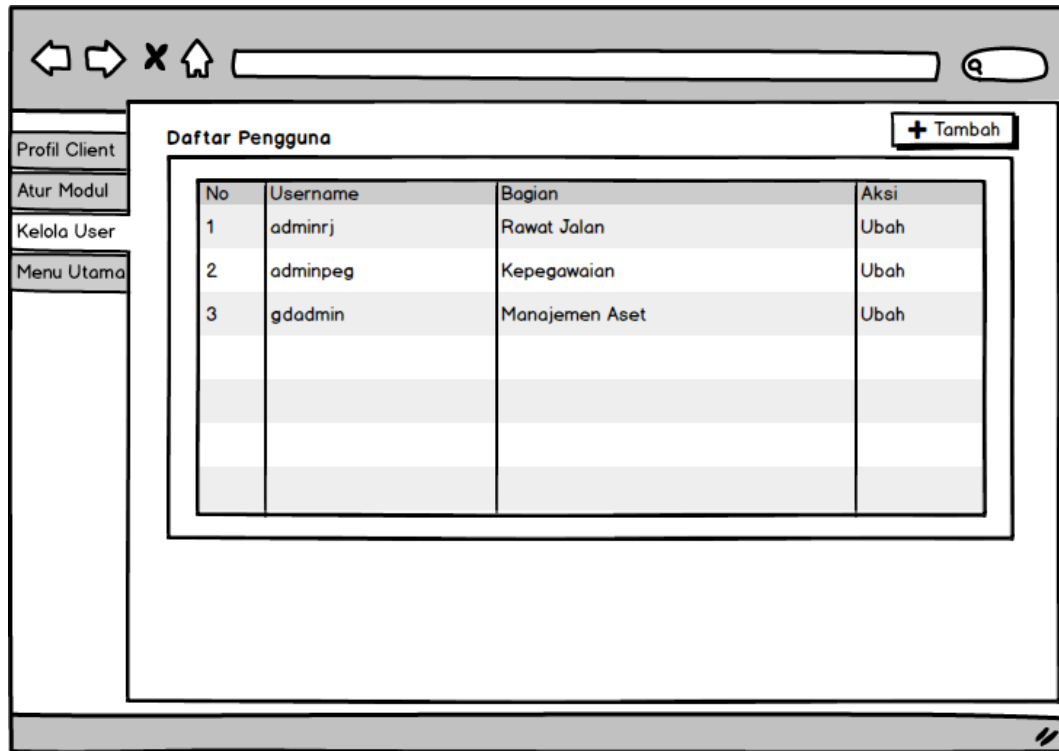 Profil Client
Atur Modul
Kelola User
Menu Utama
Daftar Pengguna
+ Tambah
No Username Bagian Aksi
1 adminrj Rawat Jalan Ubah
2 adminpeg Kepegawaian Ubah
3 gdadmin Manajemen Aset Ubah